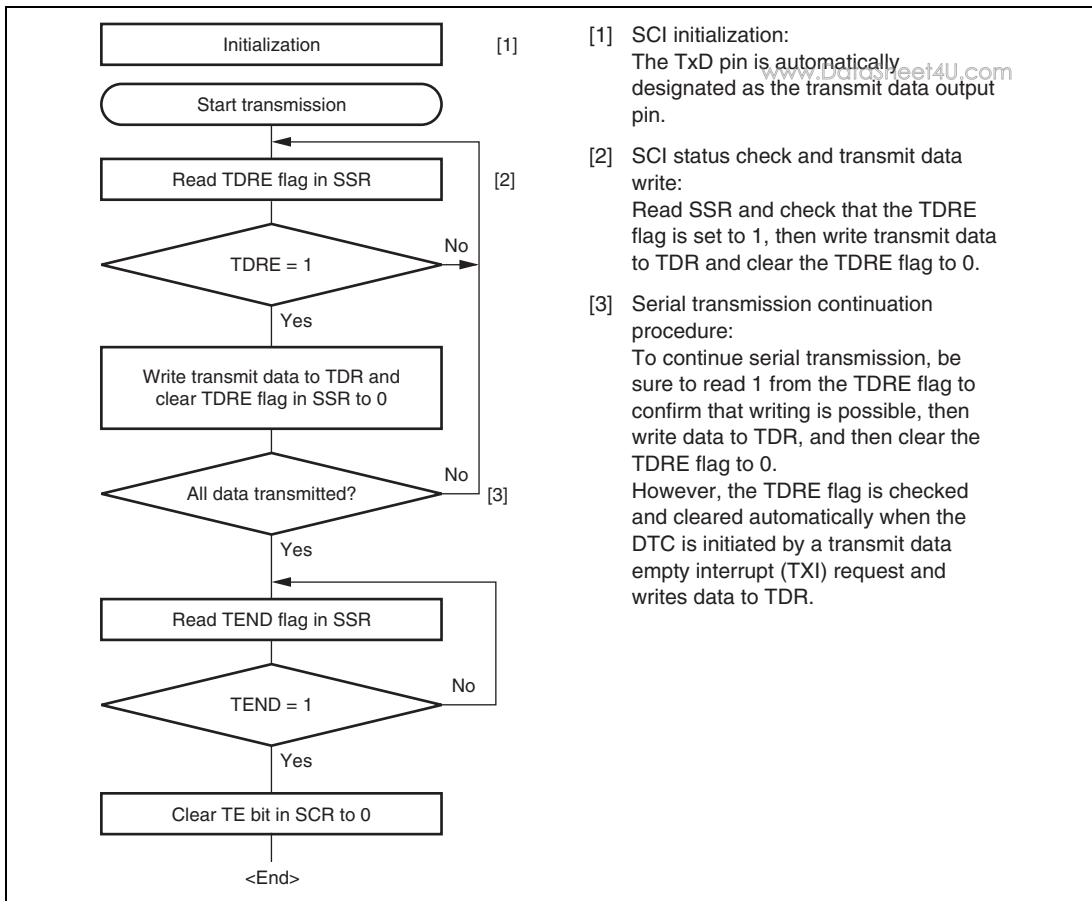 Initialization
[1]
Start transmission
Read TDRE flag in SSR
[2]
TDRE = 1
No
Yes
Write transmit data to TDR and
clear TDRE flag in SSR to 0
All data transmitted?
No
[3]
Yes
Read TEND flag in SSR
TEND = 1
No
Yes
Clear TE bit in SCR to 0
<End>
[1] SCI initialization:
The TxD pin is automatically
www.DataSheet4U.com
designated as the transmit data output
pin.
[2] SCI status check and transmit data
write:
Read SSR and check that the TDRE
flag is set to 1, then write transmit data
to TDR and clear the TDRE flag to 0.
[3] Serial transmission continuation
procedure:
To continue serial transmission, be
sure to read 1 from the TDRE flag to
confirm that writing is possible, then
write data to TDR, and then clear the
TDRE flag to 0.
However, the TDRE flag is checked
and cleared automatically when the
DTC is initiated by a transmit data
empty interrupt (TXI) request and
writes data to TDR.